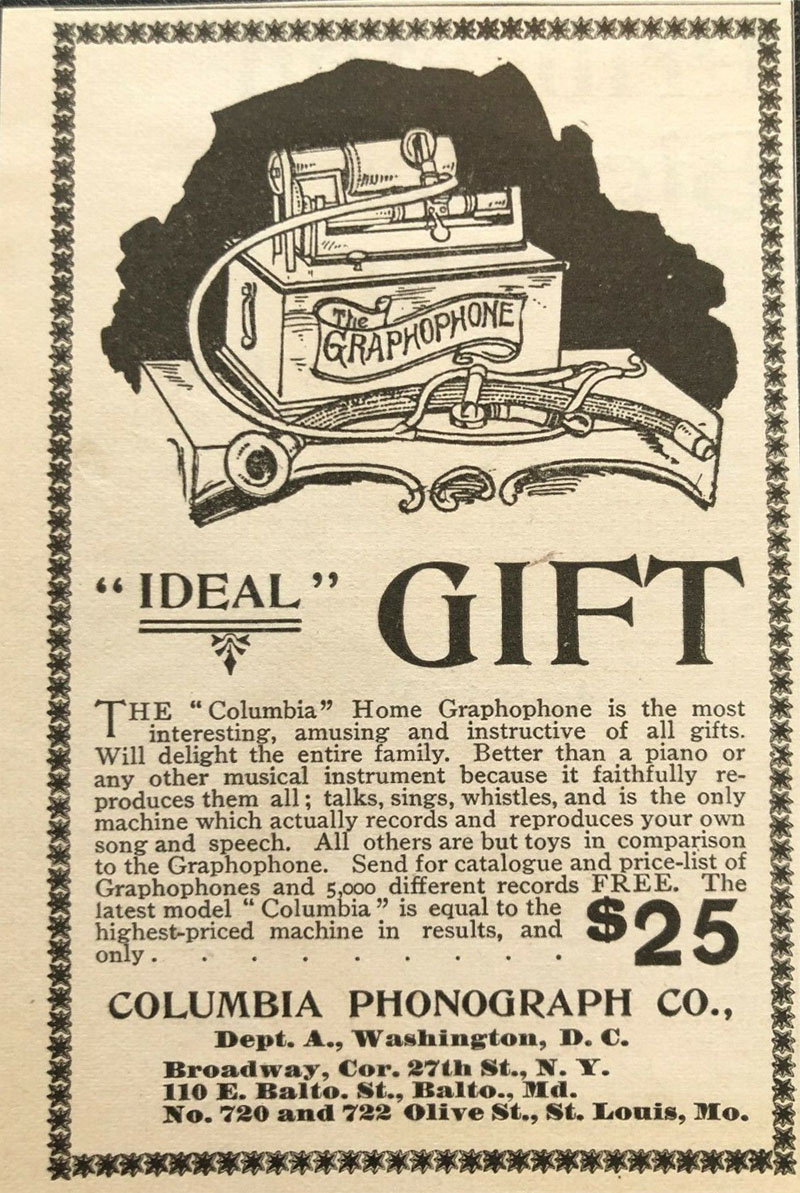 The
GRAPHOPHONE
“IDEAL” GIFT
THE “Columbia” Home Graphophone is the most
interesting, amusing and instructive of all gifts.
Will delight the entire family. Better than a piano or
any other musical instrument because it faithfully re-
produces them all; talks, sings, whistles, and is the only
machine which actually records and reproduces your own
song and speech. All others are but toys in comparison
to the Graphophone. Send for catalogue and price-list of
Graphophones and 5,000 different records FREE. The
latest model “Columbia” is equal to the
highest-priced machine in results, and
only . . . . . . . . . $25
COLUMBIA PHONOGRAPH CO.,
Dept. A., Washington, D. C.
Broadway, Cor. 27th St., N. Y.
110 E. Balto. St., Balto., Md.
No. 720 and 722 Olive St., St. Louis, Mo.